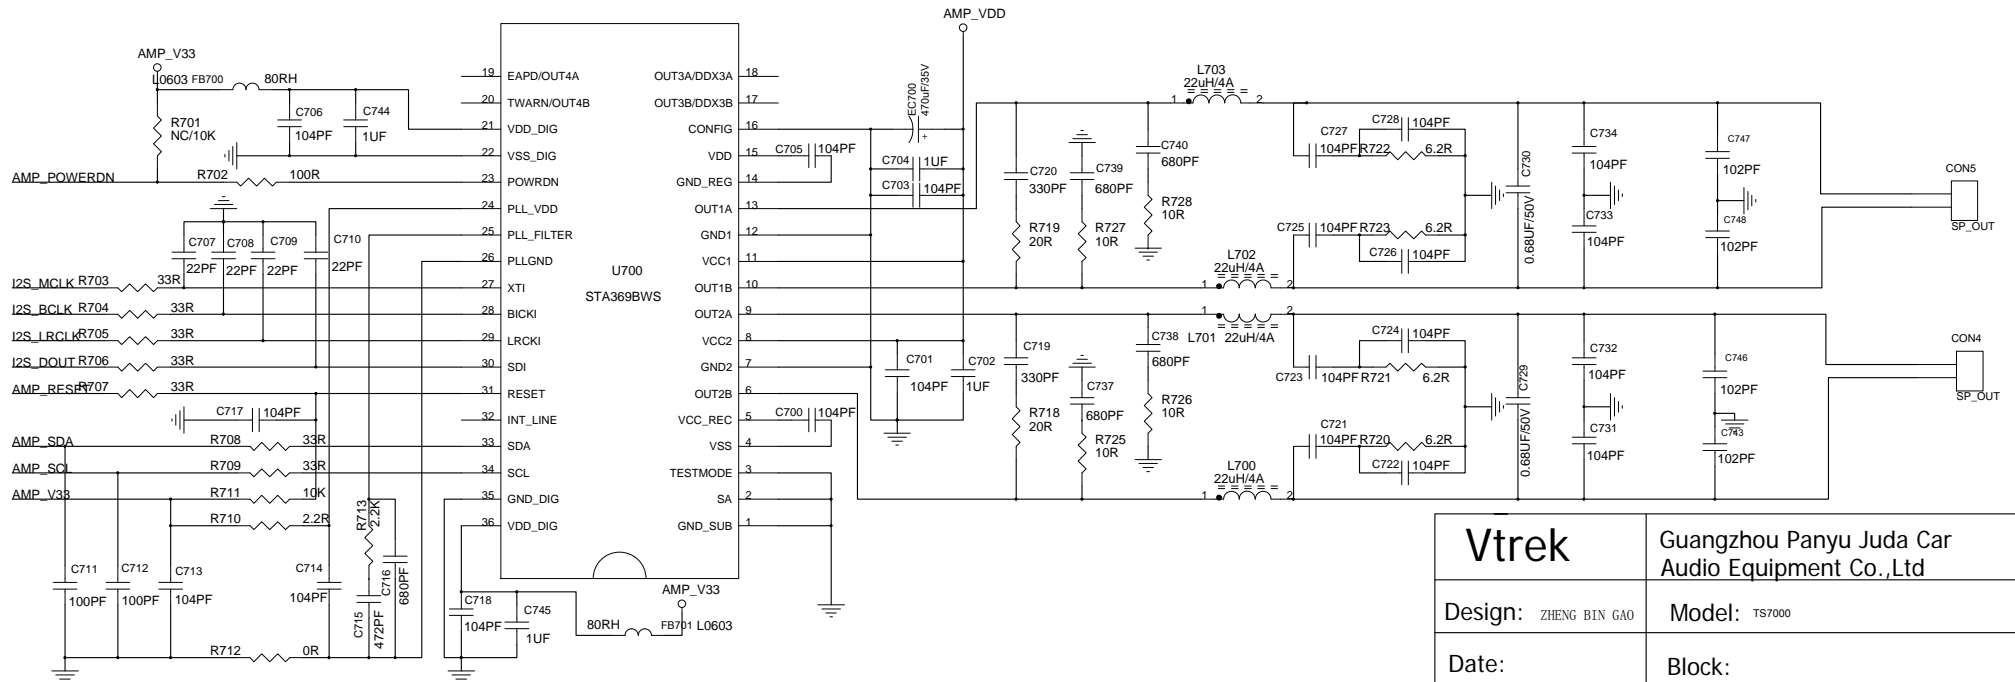 AMP_VDD
AMP_V33
L0603 FB700 80RH
R701
NC/10K
C706
104PF
C744
1UF
AMP_POWERDN R702 100R
C707
22PF
C708
22PF
C709
22PF
C710
22PF
I2S_MCLK R703 33R
I2S_BCLK R704 33R
I2S_LRCLK R705 33R
I2S_DOUT R706 33R
AMP_RESET R707 33R
C717 104PF
AMP_SDA R708 33R
AMP_SCL R709 33R
AMP_V33 R711 10K
R710 2.2R
R713
2.2K
C711
100PF
C712
100PF
C713
104PF
C714
104PF
C715
472PF
C716
680PF
R712 0R
19 EAPD/OUT4A OUT3A/DDX3A 18
20 TWARN/OUT4B OUT3B/DDX3B 17
21 VDD_DIG CONFIG 16
22 VSS_DIG VDD 15
23 POWRDN GND_REG 14
24 PLL_VDD OUT1A 13
25 PLL_FILTER GND1 12
26 PLLGND VCC1 11
U700
STA369BWS
27 XTI OUT1B 10
28 BICKI OUT2A 9
29 LRCKI VCC2 8
30 SDI GND2 7
31 RESET OUT2B 6
32 INT_LINE VCC_REC 5
33 SDA VSS 4
34 SCL TESTMODE 3
35 GND_DIG SA 2
36 VDD_DIG GND_SUB 1
C718
104PF
C745
1UF
80RH FB701 L0603
AMP_V33
EC700
470uF/35V
+
C705 104PF
C704 1UF
C703 104PF
C701
104PF
C702
1UF
C700 104PF
C720
330PF
R719
20R
C739
680PF
R727
10R
C740
680PF
R728
10R
L703
22uH/4A
1 2
L702
22uH/4A
1 2
C727
104PF
C728 104PF
R722 6.2R
C725 104PF R723 6.2R
C726 104PF
C730
0.68UF/50V
C734
104PF
C733
104PF
C747
102PF
C748
102PF
CON5
SP_OUT
C719
330PF
R718
20R
C737
680PF
R725
10R
C738
680PF
R726
10R
1 2
L701 22uH/4A
L700
22uH/4A
1 2
C724 104PF
C723 104PF R721 6.2R
C721
104PF R720 6.2R
C722 104PF
C729
0.68UF/50V
C732
104PF
C731
104PF
C746
102PF
C743
102PF
CON4
SP_OUT
Vtrek Guangzhou Panyu Juda Car
Audio Equipment Co.,Ltd
Design: ZHENG BIN GAO Model: TS7000
Date: Block: